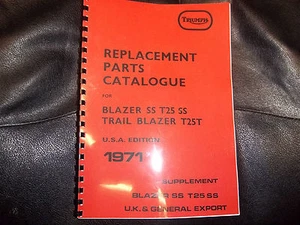 TRIUMPH
REPLACEMENT
PARTS
CATALOGUE
FOR
BLAZER SS T25 SS
TRAIL BLAZER T25T
U.S.A. EDITION
1971
SUPPLEMENT
BLAZER SS T25 SS
U.K. & GENERAL EXPORT